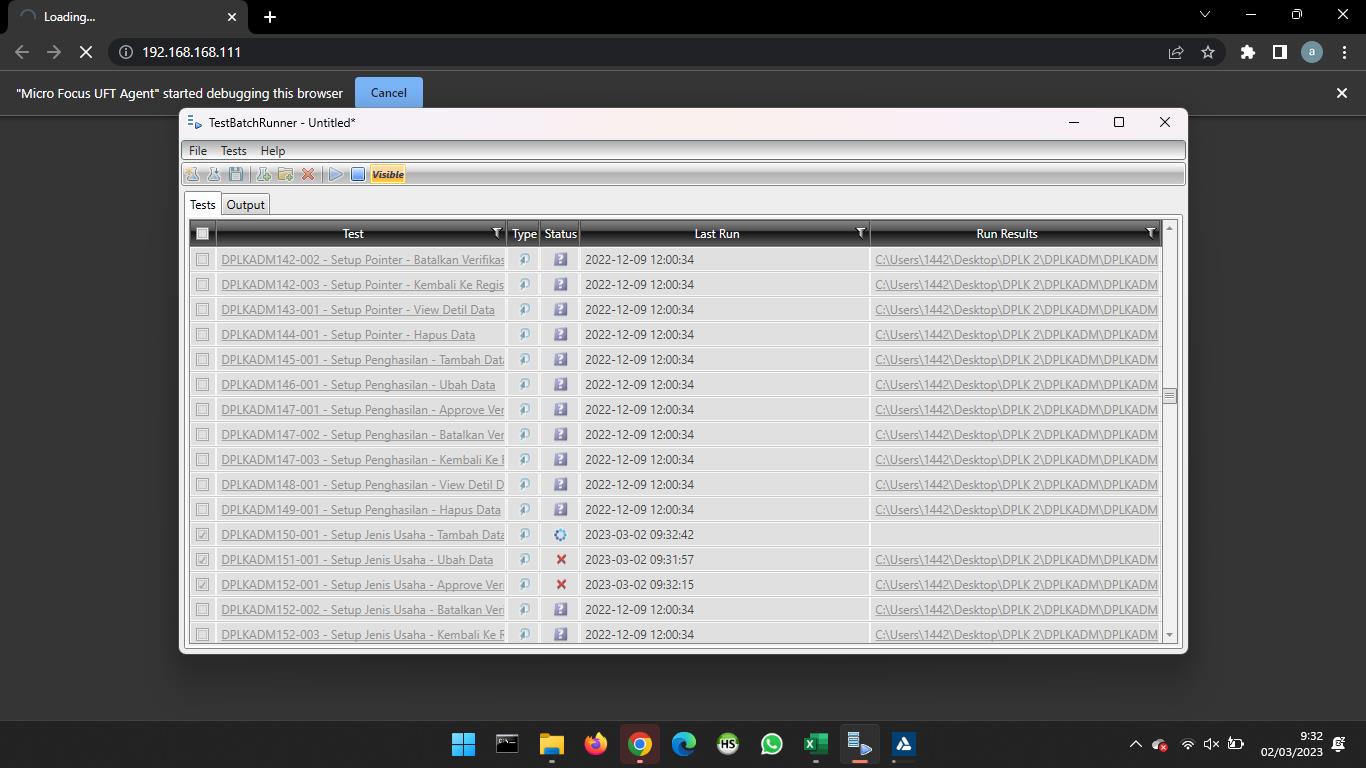 Loading...
192.168.168.111
a
"Micro Focus UFT Agent" started debugging this browser Cancel
TestBatchRunner - Untitled*
File Tests Help
Visible
Tests Output
Test Type Status Last Run Run Results
DPLKADM142-002 - Setup Pointer - Batalkan Verifikas 2022-12-09 12:00:34 C:\Users\1442\Desktop\DPLK 2\DPLKADM\DPLKADM
DPLKADM142-003 - Setup Pointer - Kembali Ke Regis 2022-12-09 12:00:34 C:\Users\1442\Desktop\DPLK 2\DPLKADM\DPLKADM
DPLKADM143-001 - Setup Pointer - View Detil Data 2022-12-09 12:00:34 C:\Users\1442\Desktop\DPLK 2\DPLKADM\DPLKADM
DPLKADM144-001 - Setup Pointer - Hapus Data 2022-12-09 12:00:34 C:\Users\1442\Desktop\DPLK 2\DPLKADM\DPLKADM
DPLKADM145-001 - Setup Penghasilan - Tambah Dat 2022-12-09 12:00:34 C:\Users\1442\Desktop\DPLK 2\DPLKADM\DPLKADM
DPLKADM146-001 - Setup Penghasilan - Ubah Data 2022-12-09 12:00:34 C:\Users\1442\Desktop\DPLK 2\DPLKADM\DPLKADM
DPLKADM147-001 - Setup Penghasilan - Approve Ver 2022-12-09 12:00:34 C:\Users\1442\Desktop\DPLK 2\DPLKADM\DPLKADM
DPLKADM147-002 - Setup Penghasilan - Batalkan Ver 2022-12-09 12:00:34 C:\Users\1442\Desktop\DPLK 2\DPLKADM\DPLKADM
DPLKADM147-003 - Setup Penghasilan - Kembali Ke 2022-12-09 12:00:34 C:\Users\1442\Desktop\DPLK 2\DPLKADM\DPLKADM
DPLKADM148-001 - Setup Penghasilan - View Detil D 2022-12-09 12:00:34 C:\Users\1442\Desktop\DPLK 2\DPLKADM\DPLKADM
DPLKADM149-001 - Setup Penghasilan - Hapus Data 2022-12-09 12:00:34 C:\Users\1442\Desktop\DPLK 2\DPLKADM\DPLKADM
DPLKADM150-001 - Setup Jenis Usaha - Tambah Data 2023-03-02 09:32:42
DPLKADM151-001 - Setup Jenis Usaha - Ubah Data 2023-03-02 09:31:57 C:\Users\1442\Desktop\DPLK 2\DPLKADM\DPLKADM
DPLKADM152-001 - Setup Jenis Usaha - Approve Veri 2023-03-02 09:32:15 C:\Users\1442\Desktop\DPLK 2\DPLKADM\DPLKADM
DPLKADM152-002 - Setup Jenis Usaha - Batalkan Veri 2022-12-09 12:00:34 C:\Users\1442\Desktop\DPLK 2\DPLKADM\DPLKADM
DPLKADM152-003 - Setup Jenis Usaha - Kembali Ke R 2022-12-09 12:00:34 C:\Users\1442\Desktop\DPLK 2\DPLKADM\DPLKADM
HS
9:32
02/03/2023